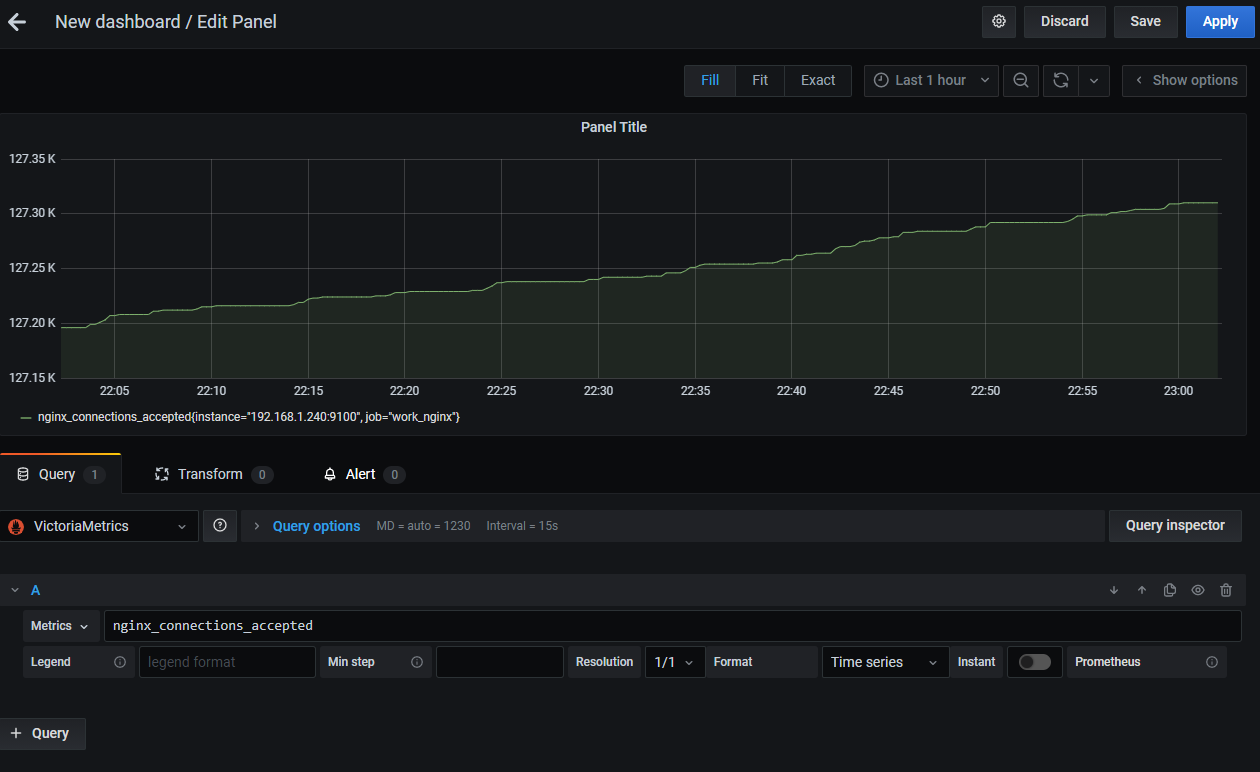 New dashboard / Edit Panel
Discard
Save
Apply
Fill
Fit
Exact
Last 1 hour
Show options
Panel Title
127.35 K
127.30 K
127.25 K
127.20 K
127.15 K
22:05
22:10
22:15
22:20
22:25
22:30
22:35
22:40
22:45
22:50
22:55
23:00
nginx_connections_accepted{instance="192.168.1.240:9100", job="work_nginx"}
Query 1
Transform 0
Alert 0
VictoriaMetrics
Query options
MD = auto = 1230
Interval = 15s
Query inspector
A
Metrics
nginx_connections_accepted
Legend
legend format
Min step
Resolution
1/1
Format
Time series
Instant
Prometheus
+ Query